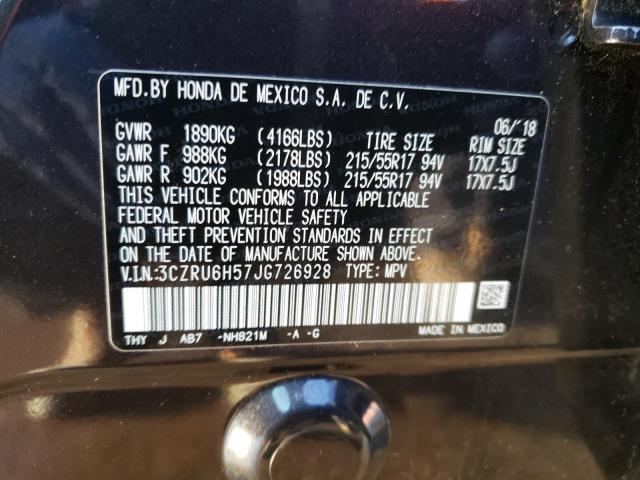 MFD.BY HONDA DE MEXICO S.A. DE C.V.
06/'18
GVWR 1890KG (4166LBS) TIRE SIZE RIM SIZE
GAWR F 988KG (2178LBS) 215/55R17 94V 17X7.5J
GAWR R 902KG (1988LBS) 215/55R17 94V 17X7.5J
THIS VEHICLE CONFORMS TO ALL APPLICABLE
FEDERAL MOTOR VEHICLE SAFETY
AND THEFT PREVENTION STANDARDS IN EFFECT
ON THE DATE OF MANUFACTURE SHOWN ABOVE.
V.I.N.:3CZRU6H57JG726928 TYPE: MPV
THY J AB7 -NH821M -A -G MADE IN MEXICO